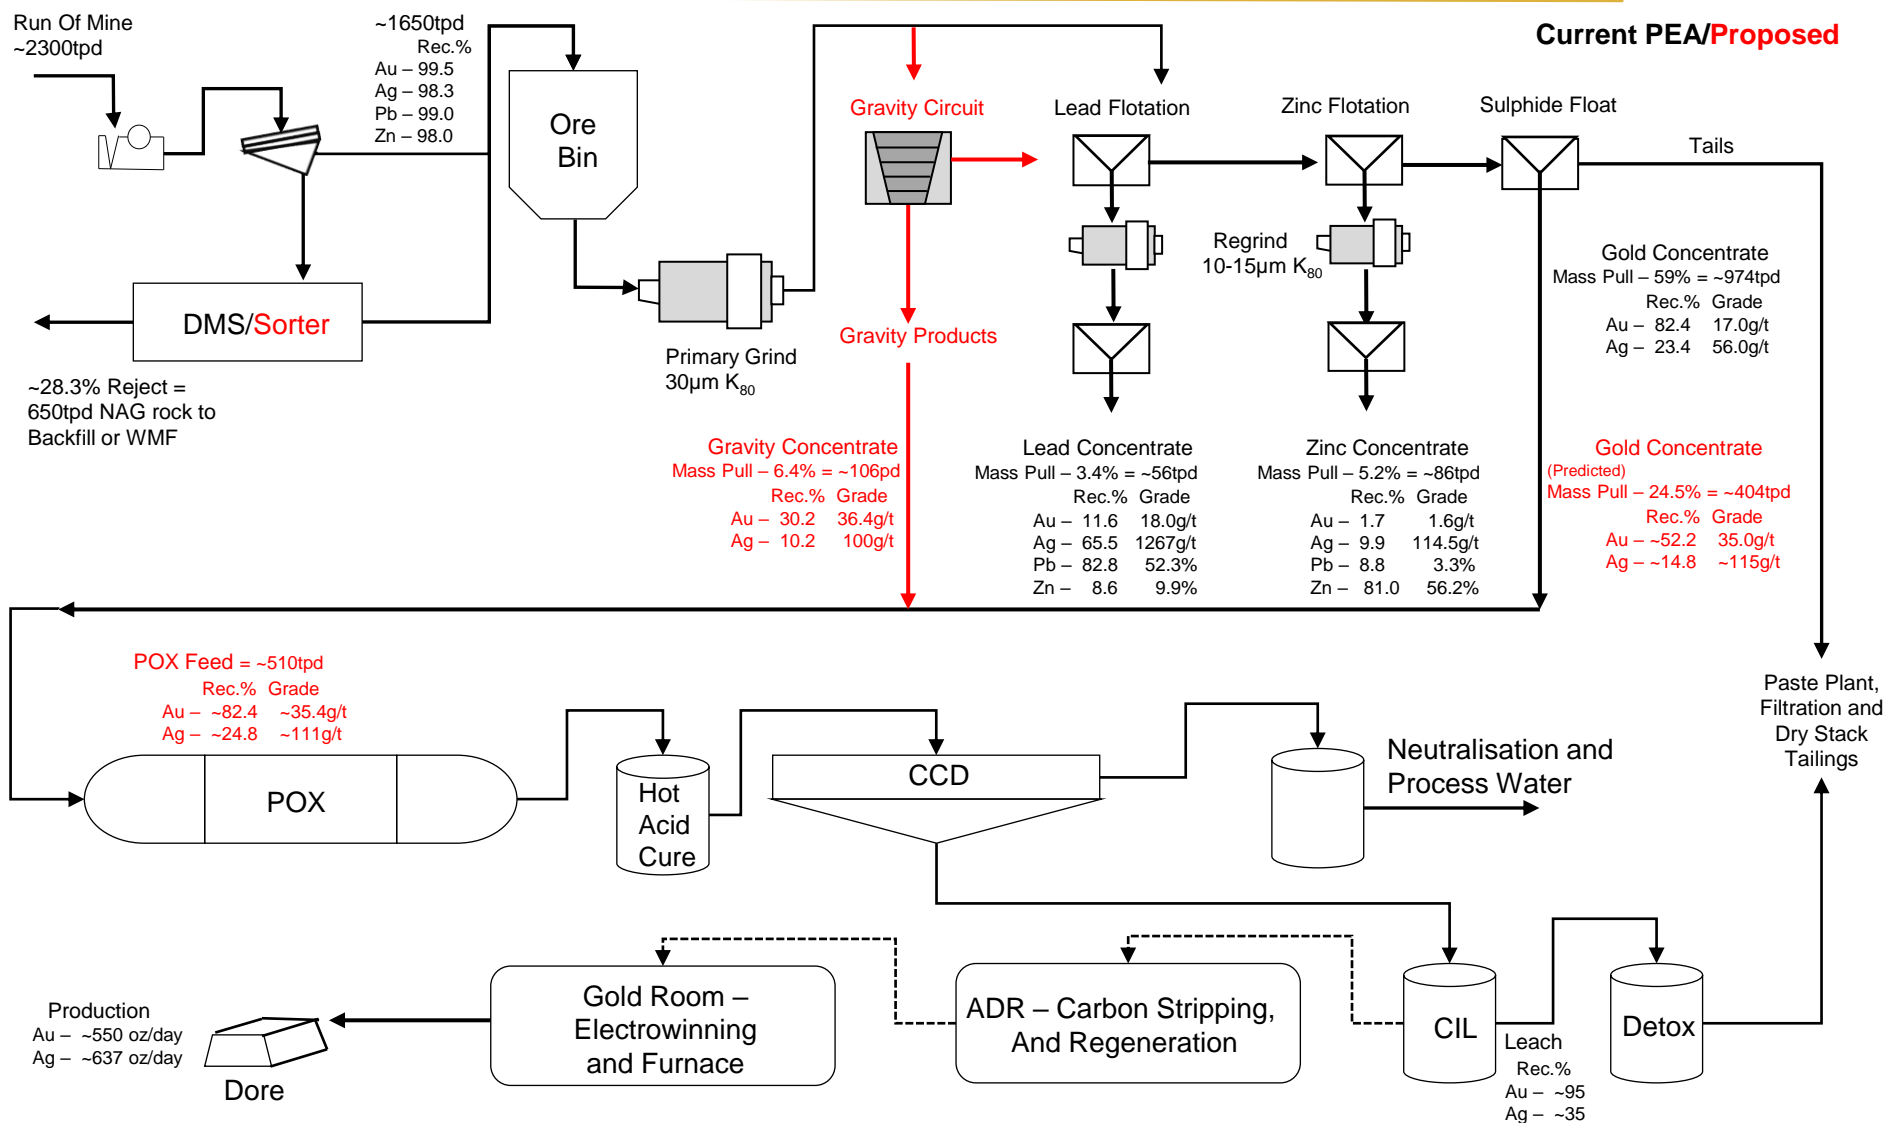 Current PEA/Proposed
Run Of Mine
~2300tpd
~1650tpd
Rec.%
Au – 99.5
Ag – 98.3
Pb – 99.0
Zn – 98.0
Ore
Bin
DMS/Sorter
~28.3% Reject =
650tpd NAG rock to
Backfill or WMF
Primary Grind
30µm K80
Gravity Circuit
Gravity Products
Gravity Concentrate
Mass Pull – 6.4% = ~106pd
Rec.% Grade
Au – 30.2 36.4g/t
Ag – 10.2 100g/t
Lead Flotation
Lead Concentrate
Mass Pull – 3.4% = ~56tpd
Rec.% Grade
Au – 11.6 18.0g/t
Ag – 65.5 1267g/t
Pb – 82.8 52.3%
Zn – 8.6 9.9%
Zinc Flotation
Regrind
10-15µm K80
Zinc Concentrate
Mass Pull – 5.2% = ~86tpd
Rec.% Grade
Au – 1.7 1.6g/t
Ag – 9.9 114.5g/t
Pb – 8.8 3.3%
Zn – 81.0 56.2%
Sulphide Float
Tails
Gold Concentrate
Mass Pull – 59% = ~974tpd
Rec.% Grade
Au – 82.4 17.0g/t
Ag – 23.4 56.0g/t
Gold Concentrate
(Predicted)
Mass Pull – 24.5% = ~404tpd
Rec.% Grade
Au – ~52.2 35.0g/t
Ag – ~14.8 ~115g/t
POX Feed = ~510tpd
Rec.% Grade
Au – ~82.4 ~35.4g/t
Ag – ~24.8 ~111g/t
POX
Hot
Acid
Cure
CCD
Neutralisation and
Process Water
Paste Plant,
Filtration and
Dry Stack
Tailings
Production
Au – ~550 oz/day
Ag – ~637 oz/day
Dore
Gold Room –
Electrowinning
and Furnace
ADR – Carbon Stripping,
And Regeneration
CIL
Leach
Rec.%
Au – ~95
Ag – ~35
Detox